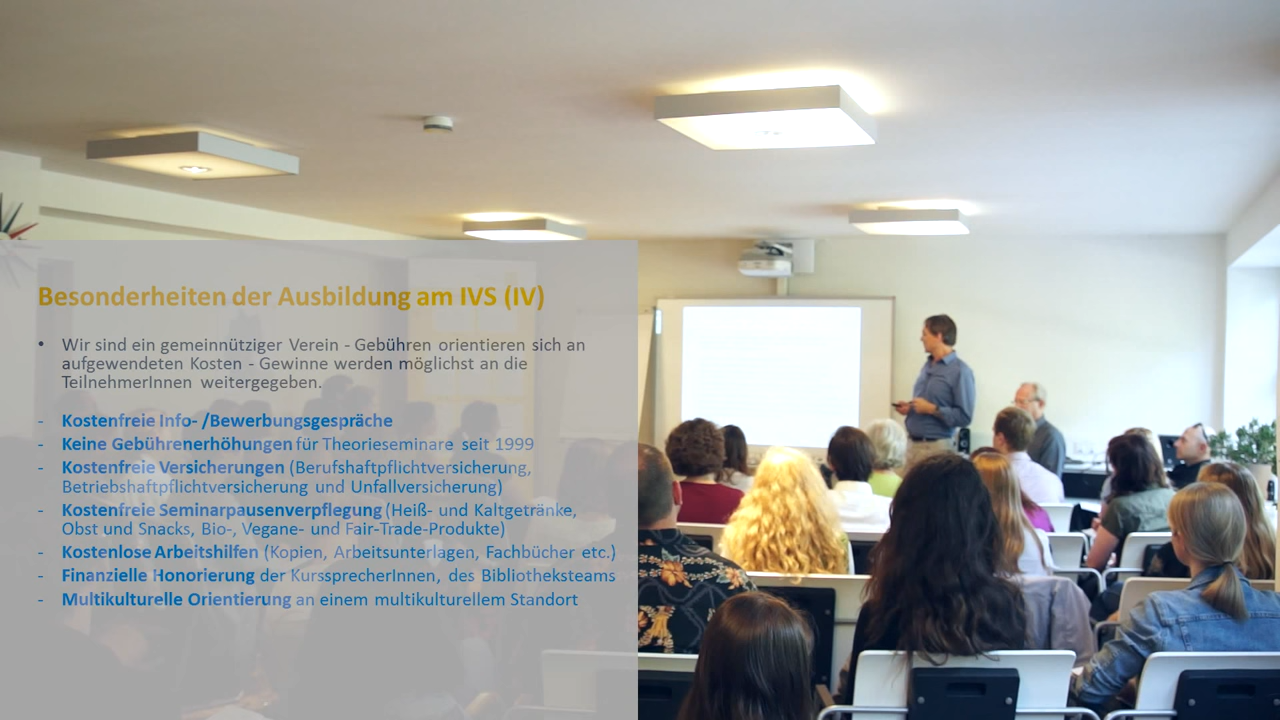 Besonderheiten der Ausbildung am IVS (IV)
• Wir sind ein gemeinnütziger Verein - Gebühren orientieren sich an
aufgewendeten Kosten - Gewinne werden möglichst an die
TeilnehmerInnen weitergegeben.
- Kostenfreie Info- /Bewerbungsgespräche
- Keine Gebührenerhöhungen für Theorieseminare seit 1999
- Kostenfreie Versicherungen (Berufshaftpflichtversicherung,
Betriebshaftpflichtversicherung und Unfallversicherung)
- Kostenfreie Seminarpausenverpflegung (Heiß- und Kaltgetränke,
Obst und Snacks, Bio-, Vegane- und Fair-Trade-Produkte)
- Kostenlose Arbeitshilfen (Kopien, Arbeitsunterlagen, Fachbücher etc.)
- Finanzielle Honorierung der KurssprecherInnen, des Bibliotheksteams
- Multikulturelle Orientierung an einem multikulturellem Standort